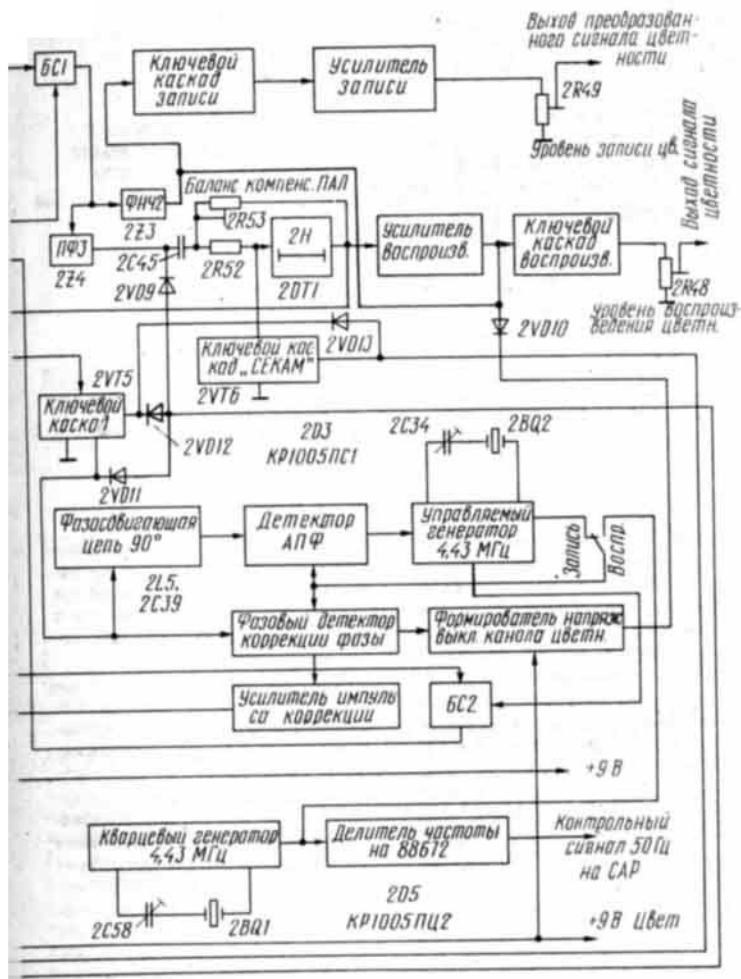 Выход преобразован-
ного сигнала цвет-
ности
БС1
Ключевой
каскад
записи
Усилитель
записи
2R49
Уровень записи цв.
Выход сигнала
цветности
ФНЧ2
2Z3
Баланс компенс. ПАЛ
2R53
ПФ3
2Z4
2C45
2R52
2H
2DT1
Усилитель
воспроизв.
Ключевой
каскад
воспроизв.
2R48
Уровень воспроиз-
ведения цветн.
2VD9
2VD13
2VD10
Ключевой кас-
кад „СЕКАМ"
2VT6
2VT5
Ключевой
каскад
2VD12
2D3
КР1005ПС1
2C34
2BQ2
2VD11
Фазосдвигающая
цепь 90°
2L5,
2C39
Детектор
АПФ
Управляемый
генератор
4,43 МГц
Запись
Воспр.
Фазовый детектор
коррекции фазы
Формирователь напряж
выкл. канала цветн.
Усилитель импуль
са коррекции
БС2
+9 В
Кварцевый генератор
4,43 МГц
Делитель частоты
на 88672
Контрольный
сигнал 50 Гц
на САР
2C58
2BQ1
2D5
КР1005ПЦ2
+9 В Цвет